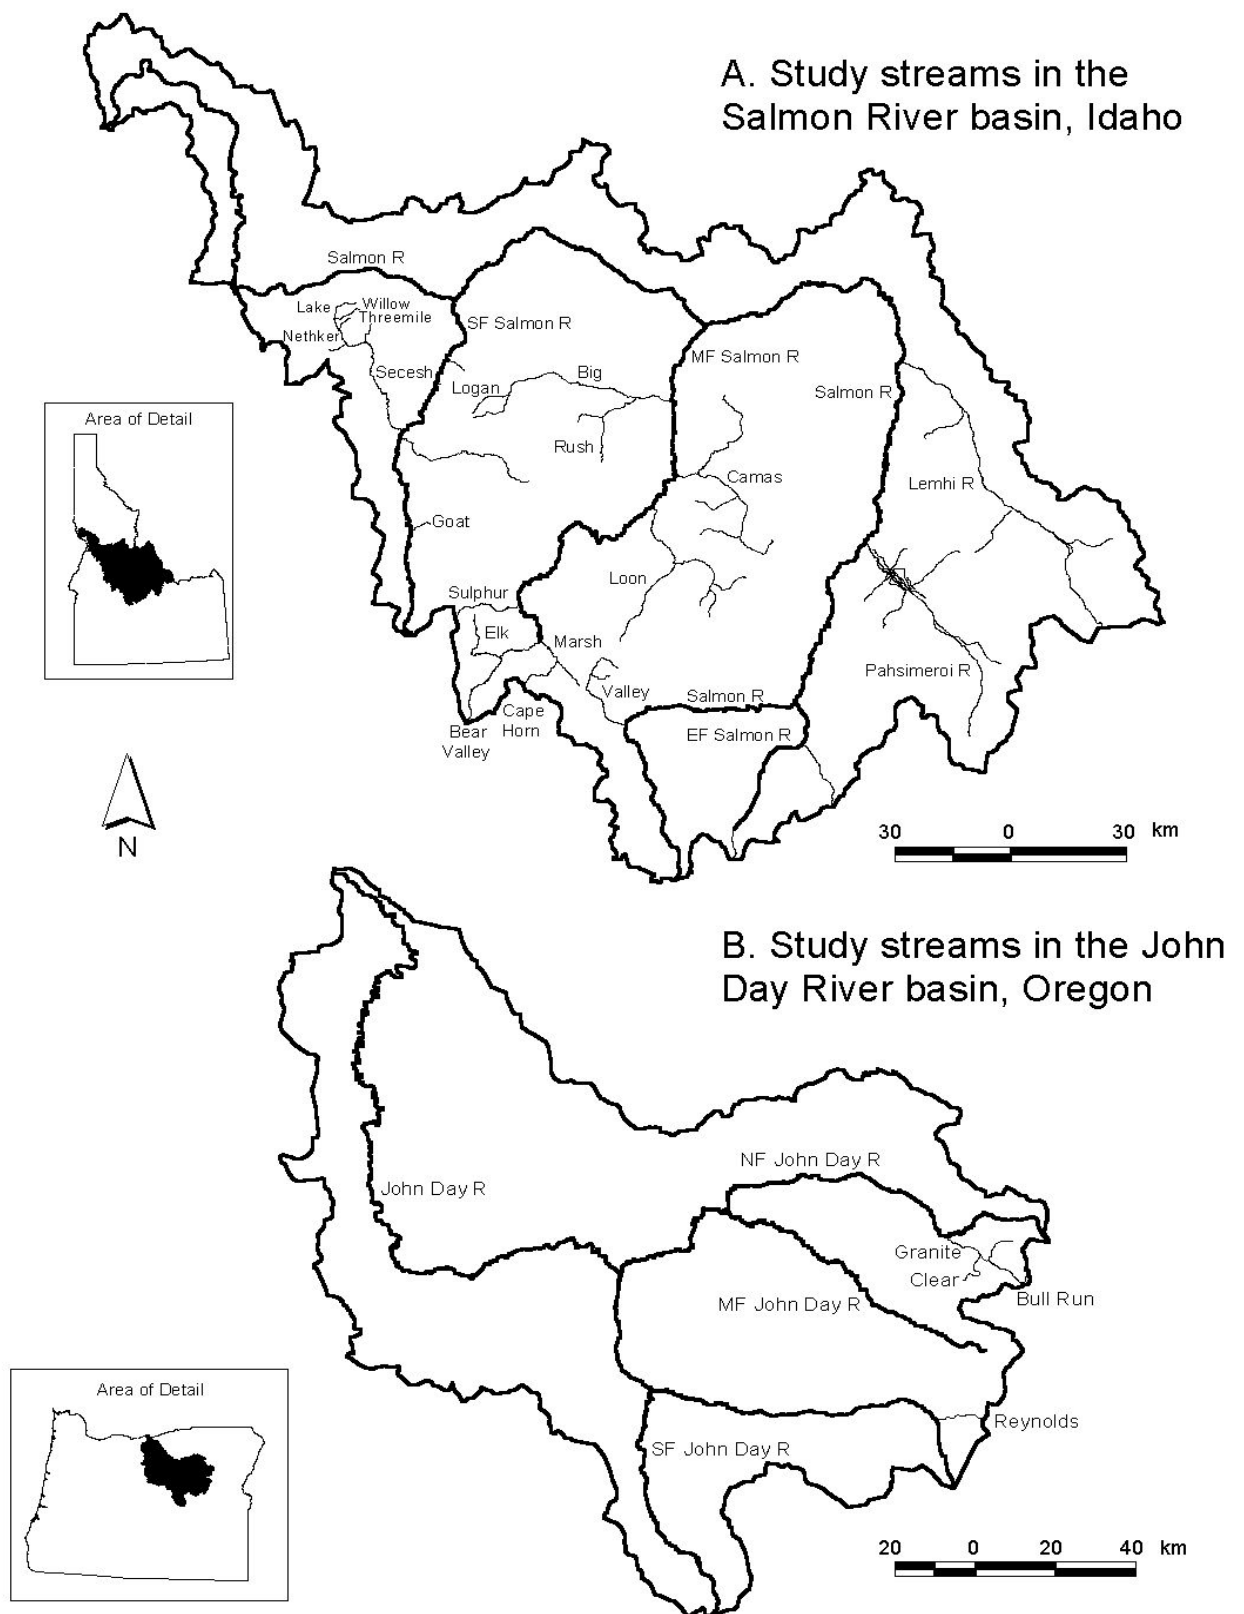 A. Study streams in the
Salmon River basin, Idaho
Salmon R
Lake
Willow
Threemile
Nethker
SF Salmon R
MF Salmon R
Secesh
Logan
Big
Salmon R
Area of Detail
Rush
Camas
Lemhi R
Goat
Loon
Sulphur
Elk
Marsh
Pahsimeroi R
Valley
Salmon R
Cape
Horn
Bear
Valley
EF Salmon R
N
30 0 30 km
B. Study streams in the John
Day River basin, Oregon
NF John Day R
John Day R
Granite
Clear
Bull Run
MF John Day R
Area of Detail
Reynolds
SF John Day R
20 0 20 40 km